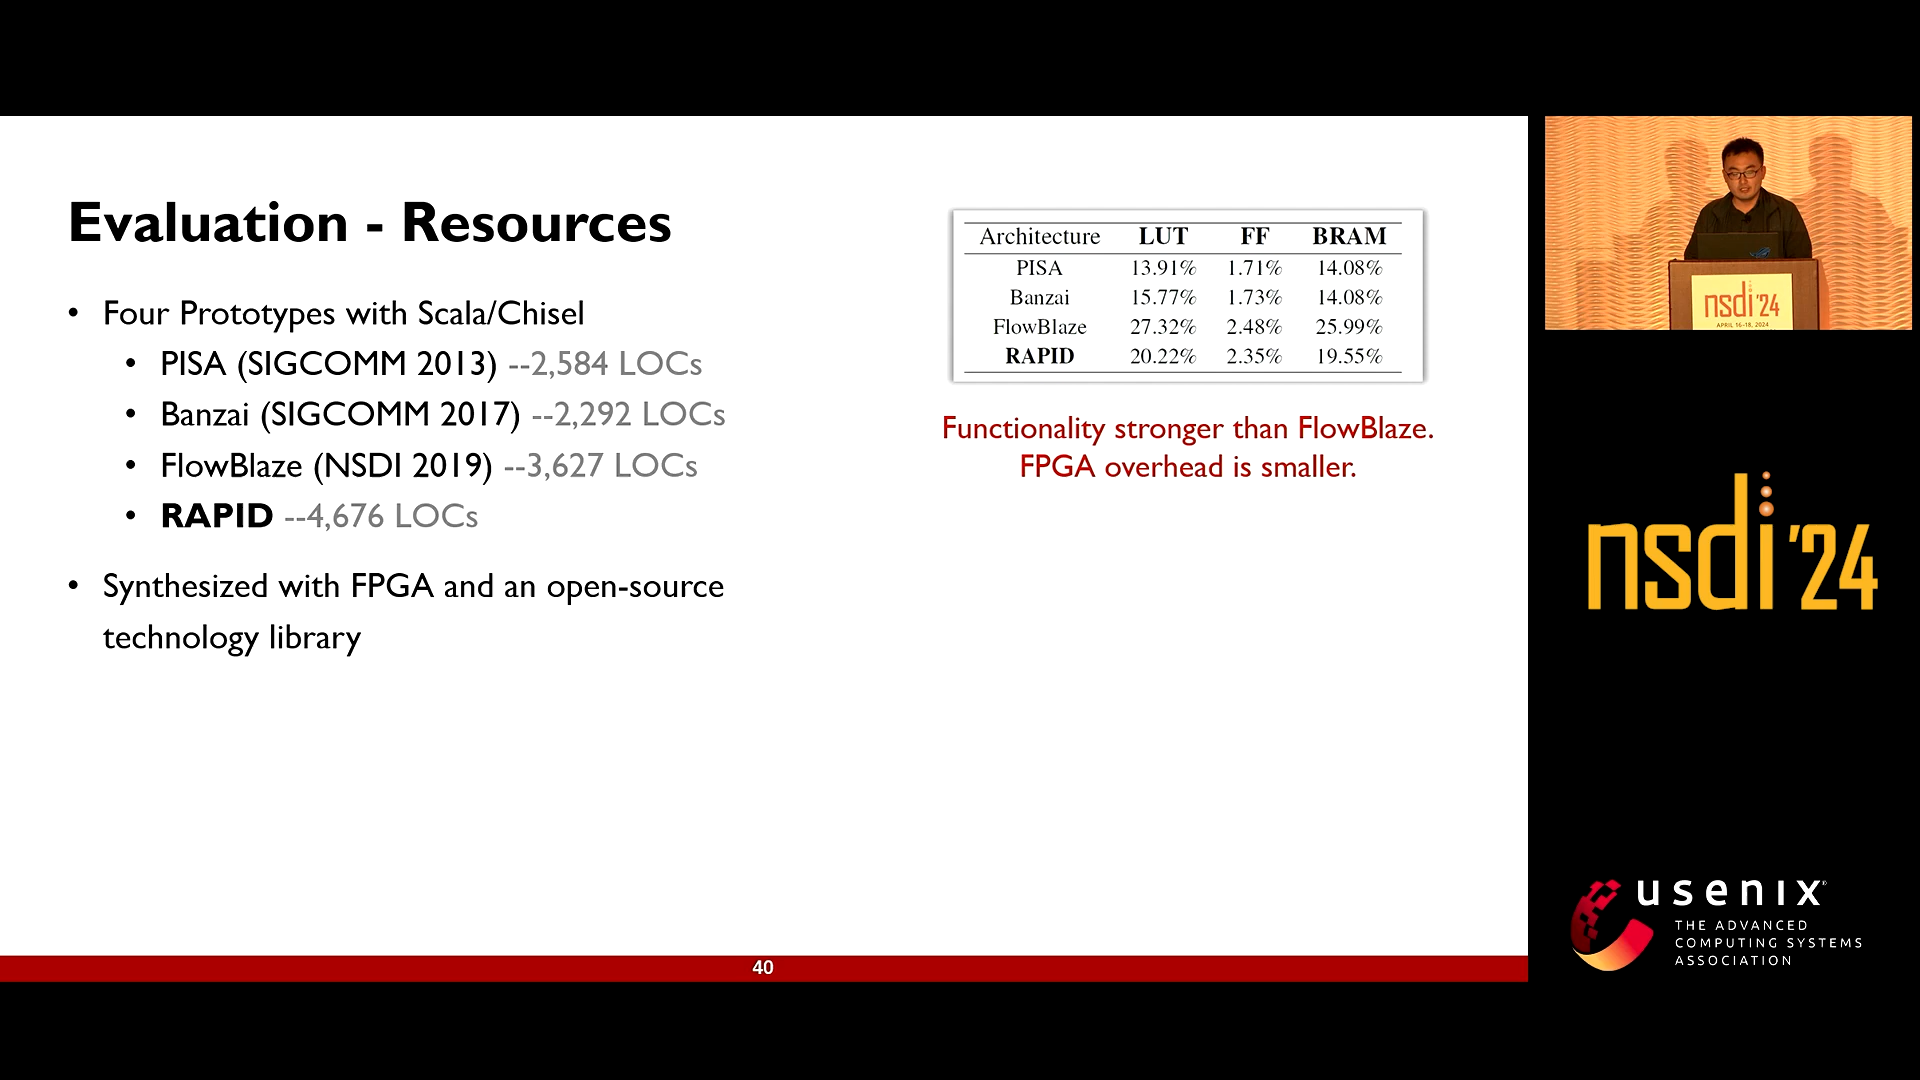 Evaluation - Resources
• Four Prototypes with Scala/Chisel
• PISA (SIGCOMM 2013) --2,584 LOCs
• Banzai (SIGCOMM 2017) --2,292 LOCs
• FlowBlaze (NSDI 2019) --3,627 LOCs
• RAPID --4,676 LOCs
• Synthesized with FPGA and an open-source
technology library
Architecture LUT FF BRAM
PISA 13.91% 1.71% 14.08%
Banzai 15.77% 1.73% 14.08%
FlowBlaze 27.32% 2.48% 25.99%
RAPID 20.22% 2.35% 19.55%
Functionality stronger than FlowBlaze.
FPGA overhead is smaller.
40
nsdi '24
APRIL 16-18, 2024
nsdi '24
usenix®
THE ADVANCED
COMPUTING SYSTEMS
ASSOCIATION